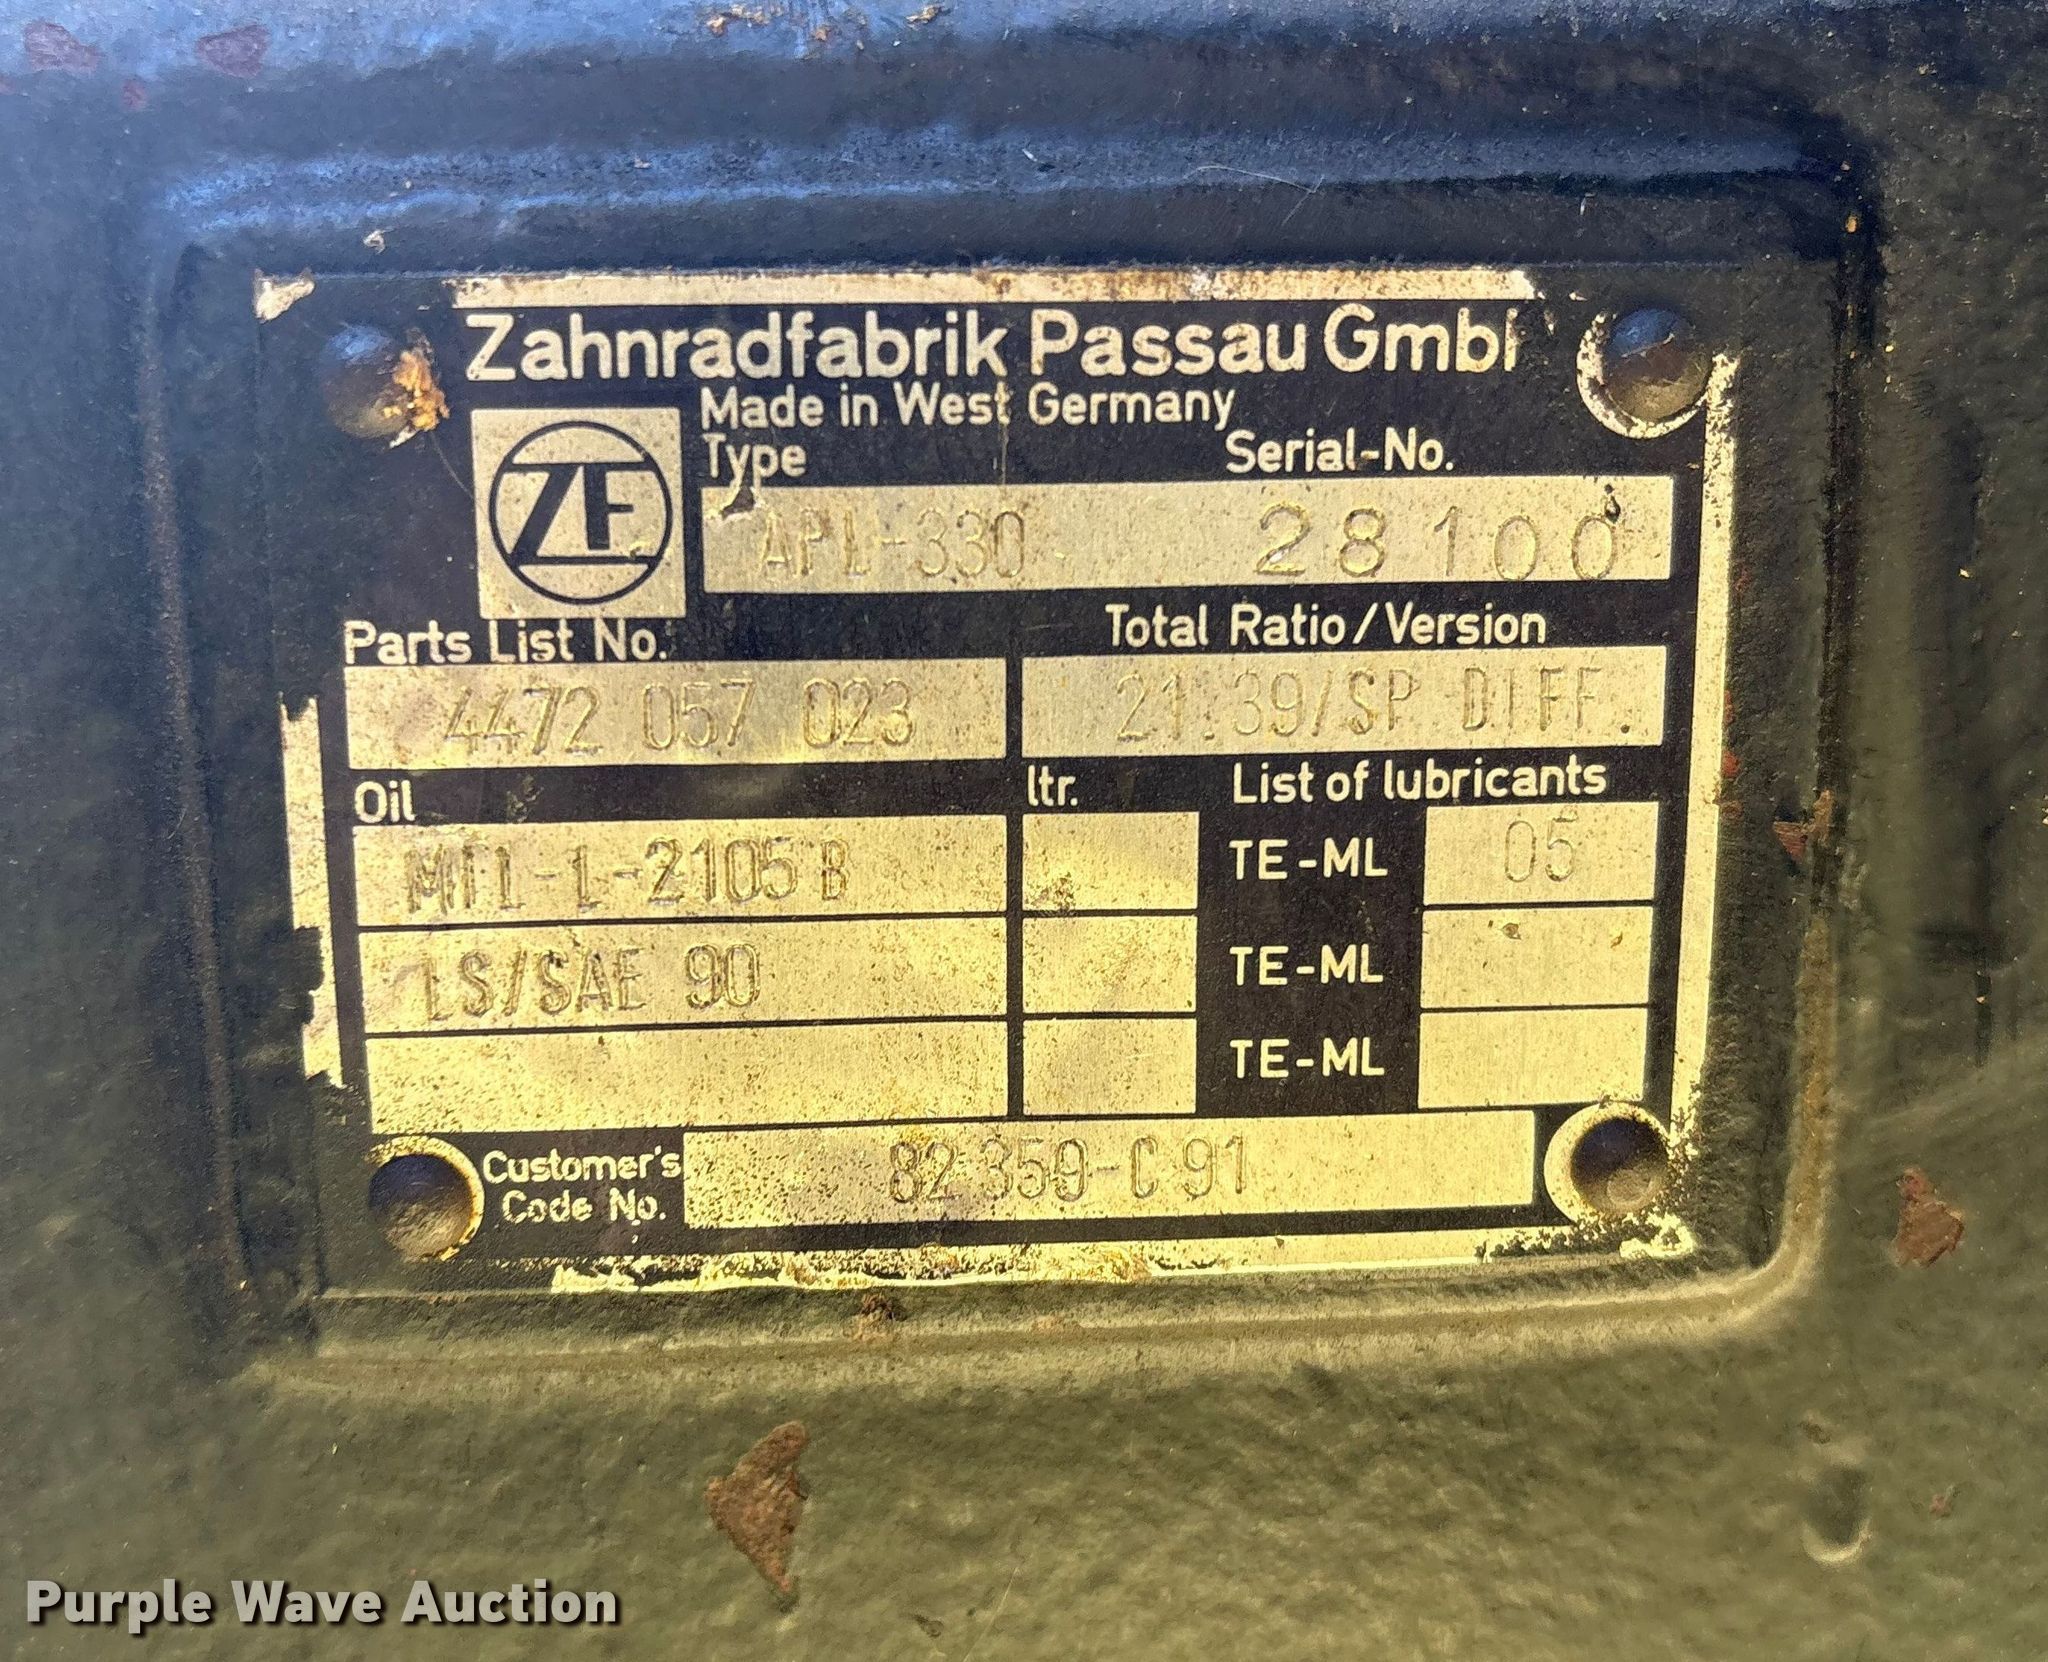 Zahnradfabrik Passau GmbH
Made in West Germany
Type Serial-No.
ZF
APL-330 28100
Parts List No. Total Ratio/Version
4472 057 023 21.39/SP DIFF.
Oil ltr. List of lubricants
MIL-L-2105 B TE-ML 05
LS/SAE 90 TE-ML
TE-ML
Customer's
Code No. 82 359-C 91
Purple Wave Auction